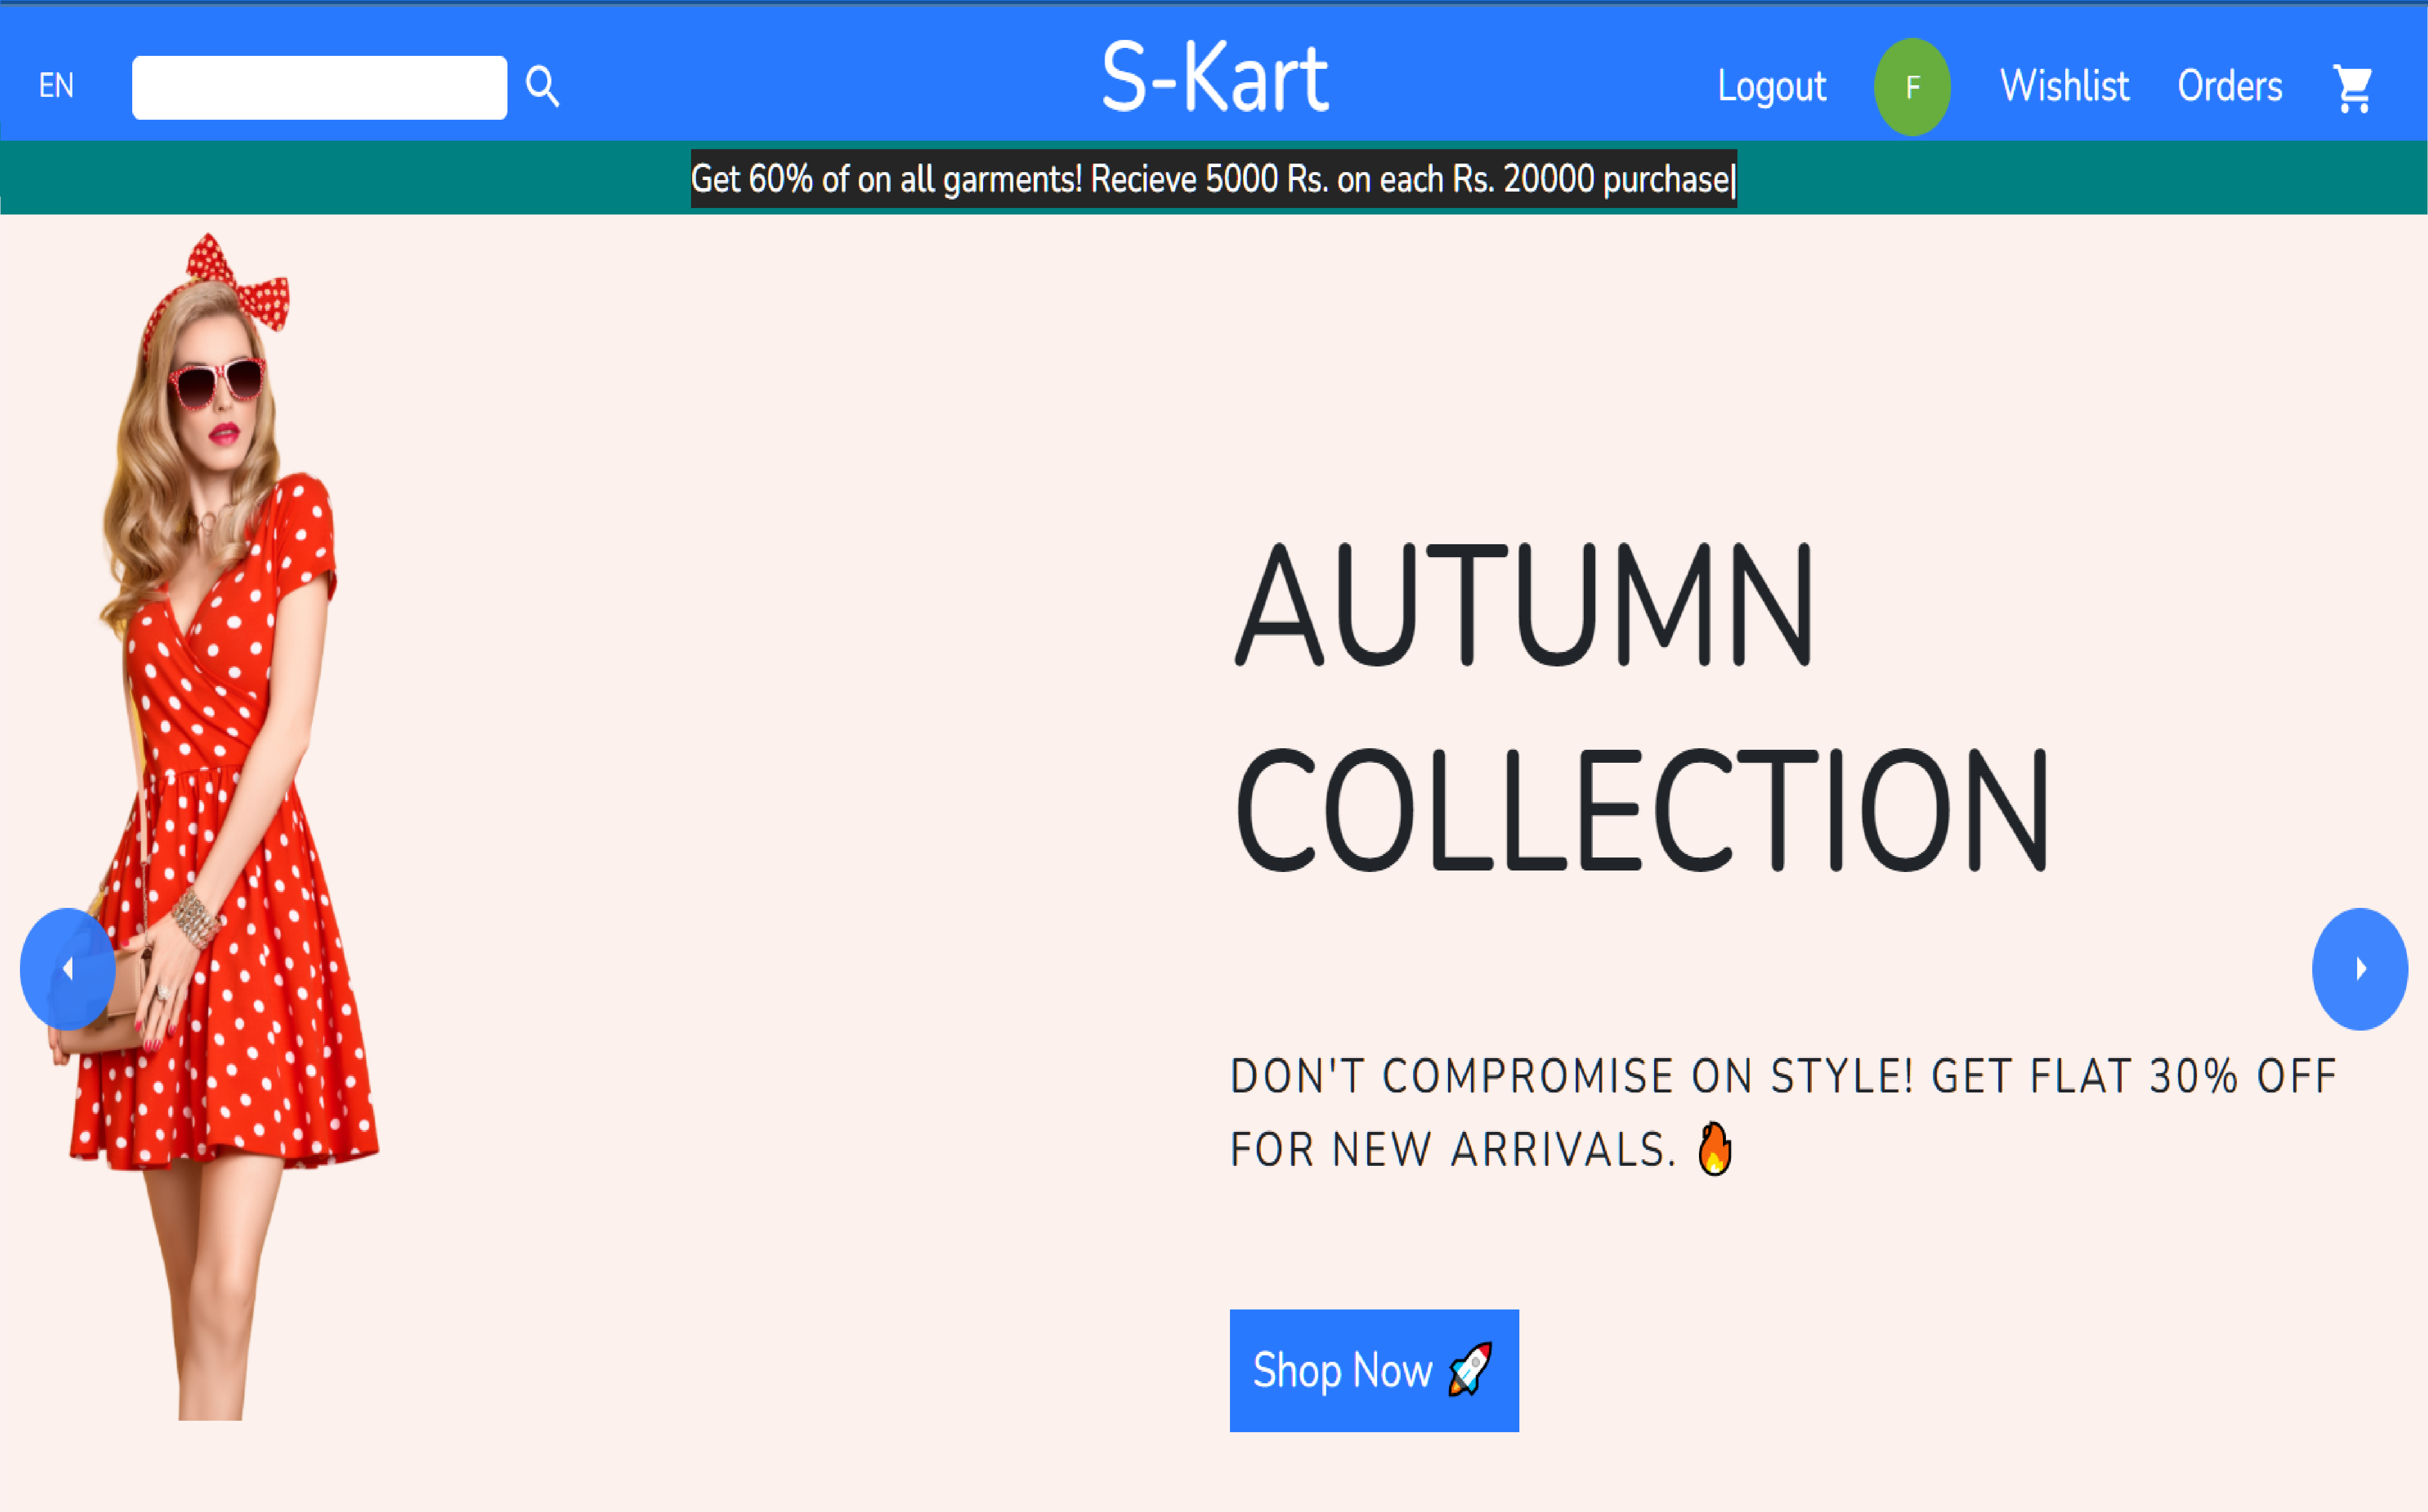 EN
S-Kart
Logout
F
Wishlist
Orders
Get 60% of on all garments! Recieve 5000 Rs. on each Rs. 20000 purchase|
AUTUMN
COLLECTION
DON'T COMPROMISE ON STYLE! GET FLAT 30% OFF
FOR NEW ARRIVALS. 🔥
Shop Now 🚀